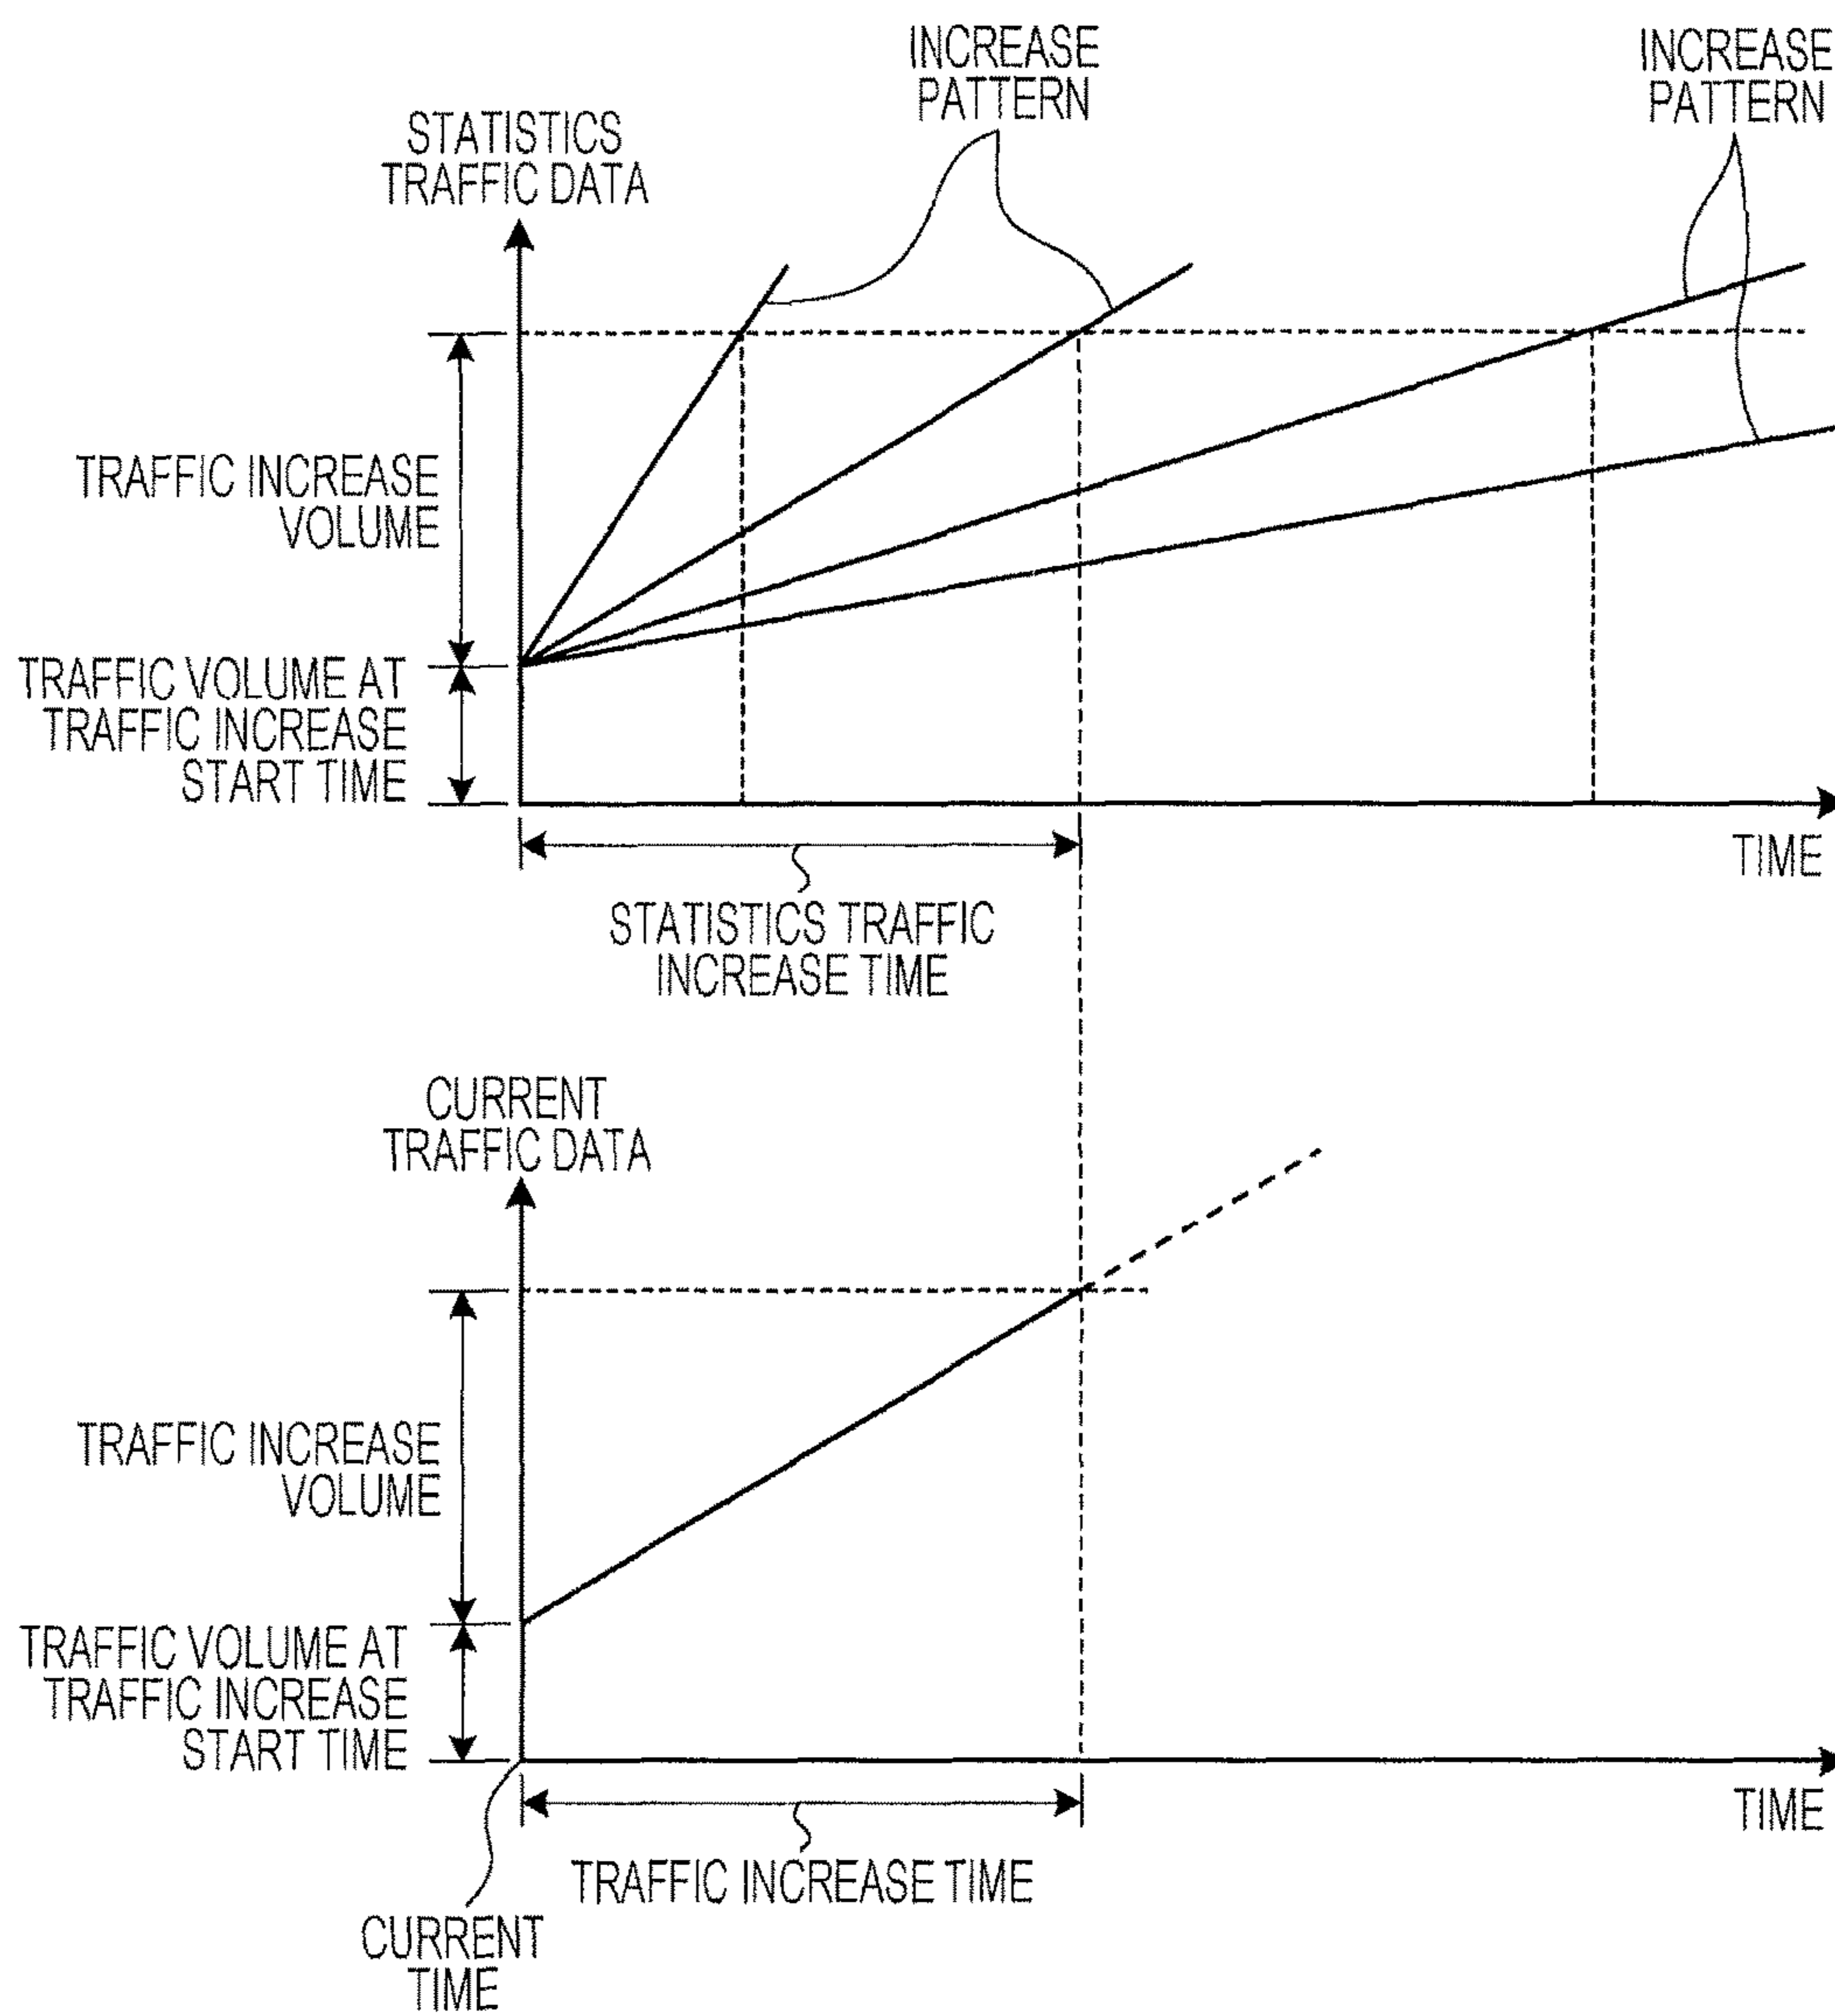 INCREASE
PATTERN
INCREASE
PATTERN
STATISTICS
TRAFFIC DATA
TRAFFIC INCREASE
VOLUME
TRAFFIC VOLUME AT
TRAFFIC INCREASE
START TIME
TIME
STATISTICS TRAFFIC
INCREASE TIME
CURRENT
TRAFFIC DATA
TRAFFIC INCREASE
VOLUME
TRAFFIC VOLUME AT
TRAFFIC INCREASE
START TIME
TIME
TRAFFIC INCREASE TIME
CURRENT
TIME